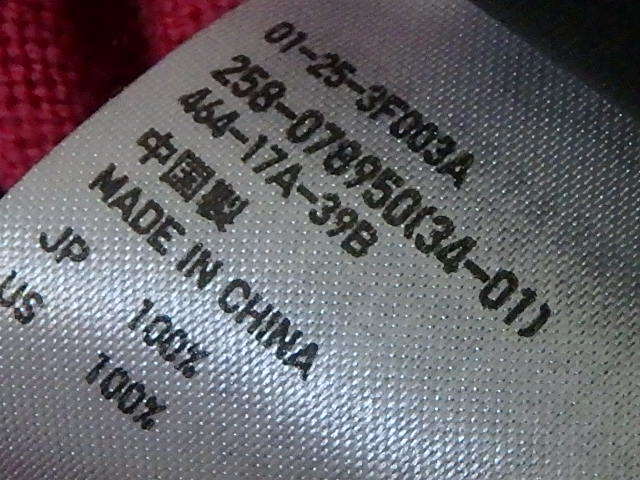 01-25-3F003A
258-078950(34-01)
464-17A-39B
中国製
MADE IN CHINA
JP 100%
US 100%